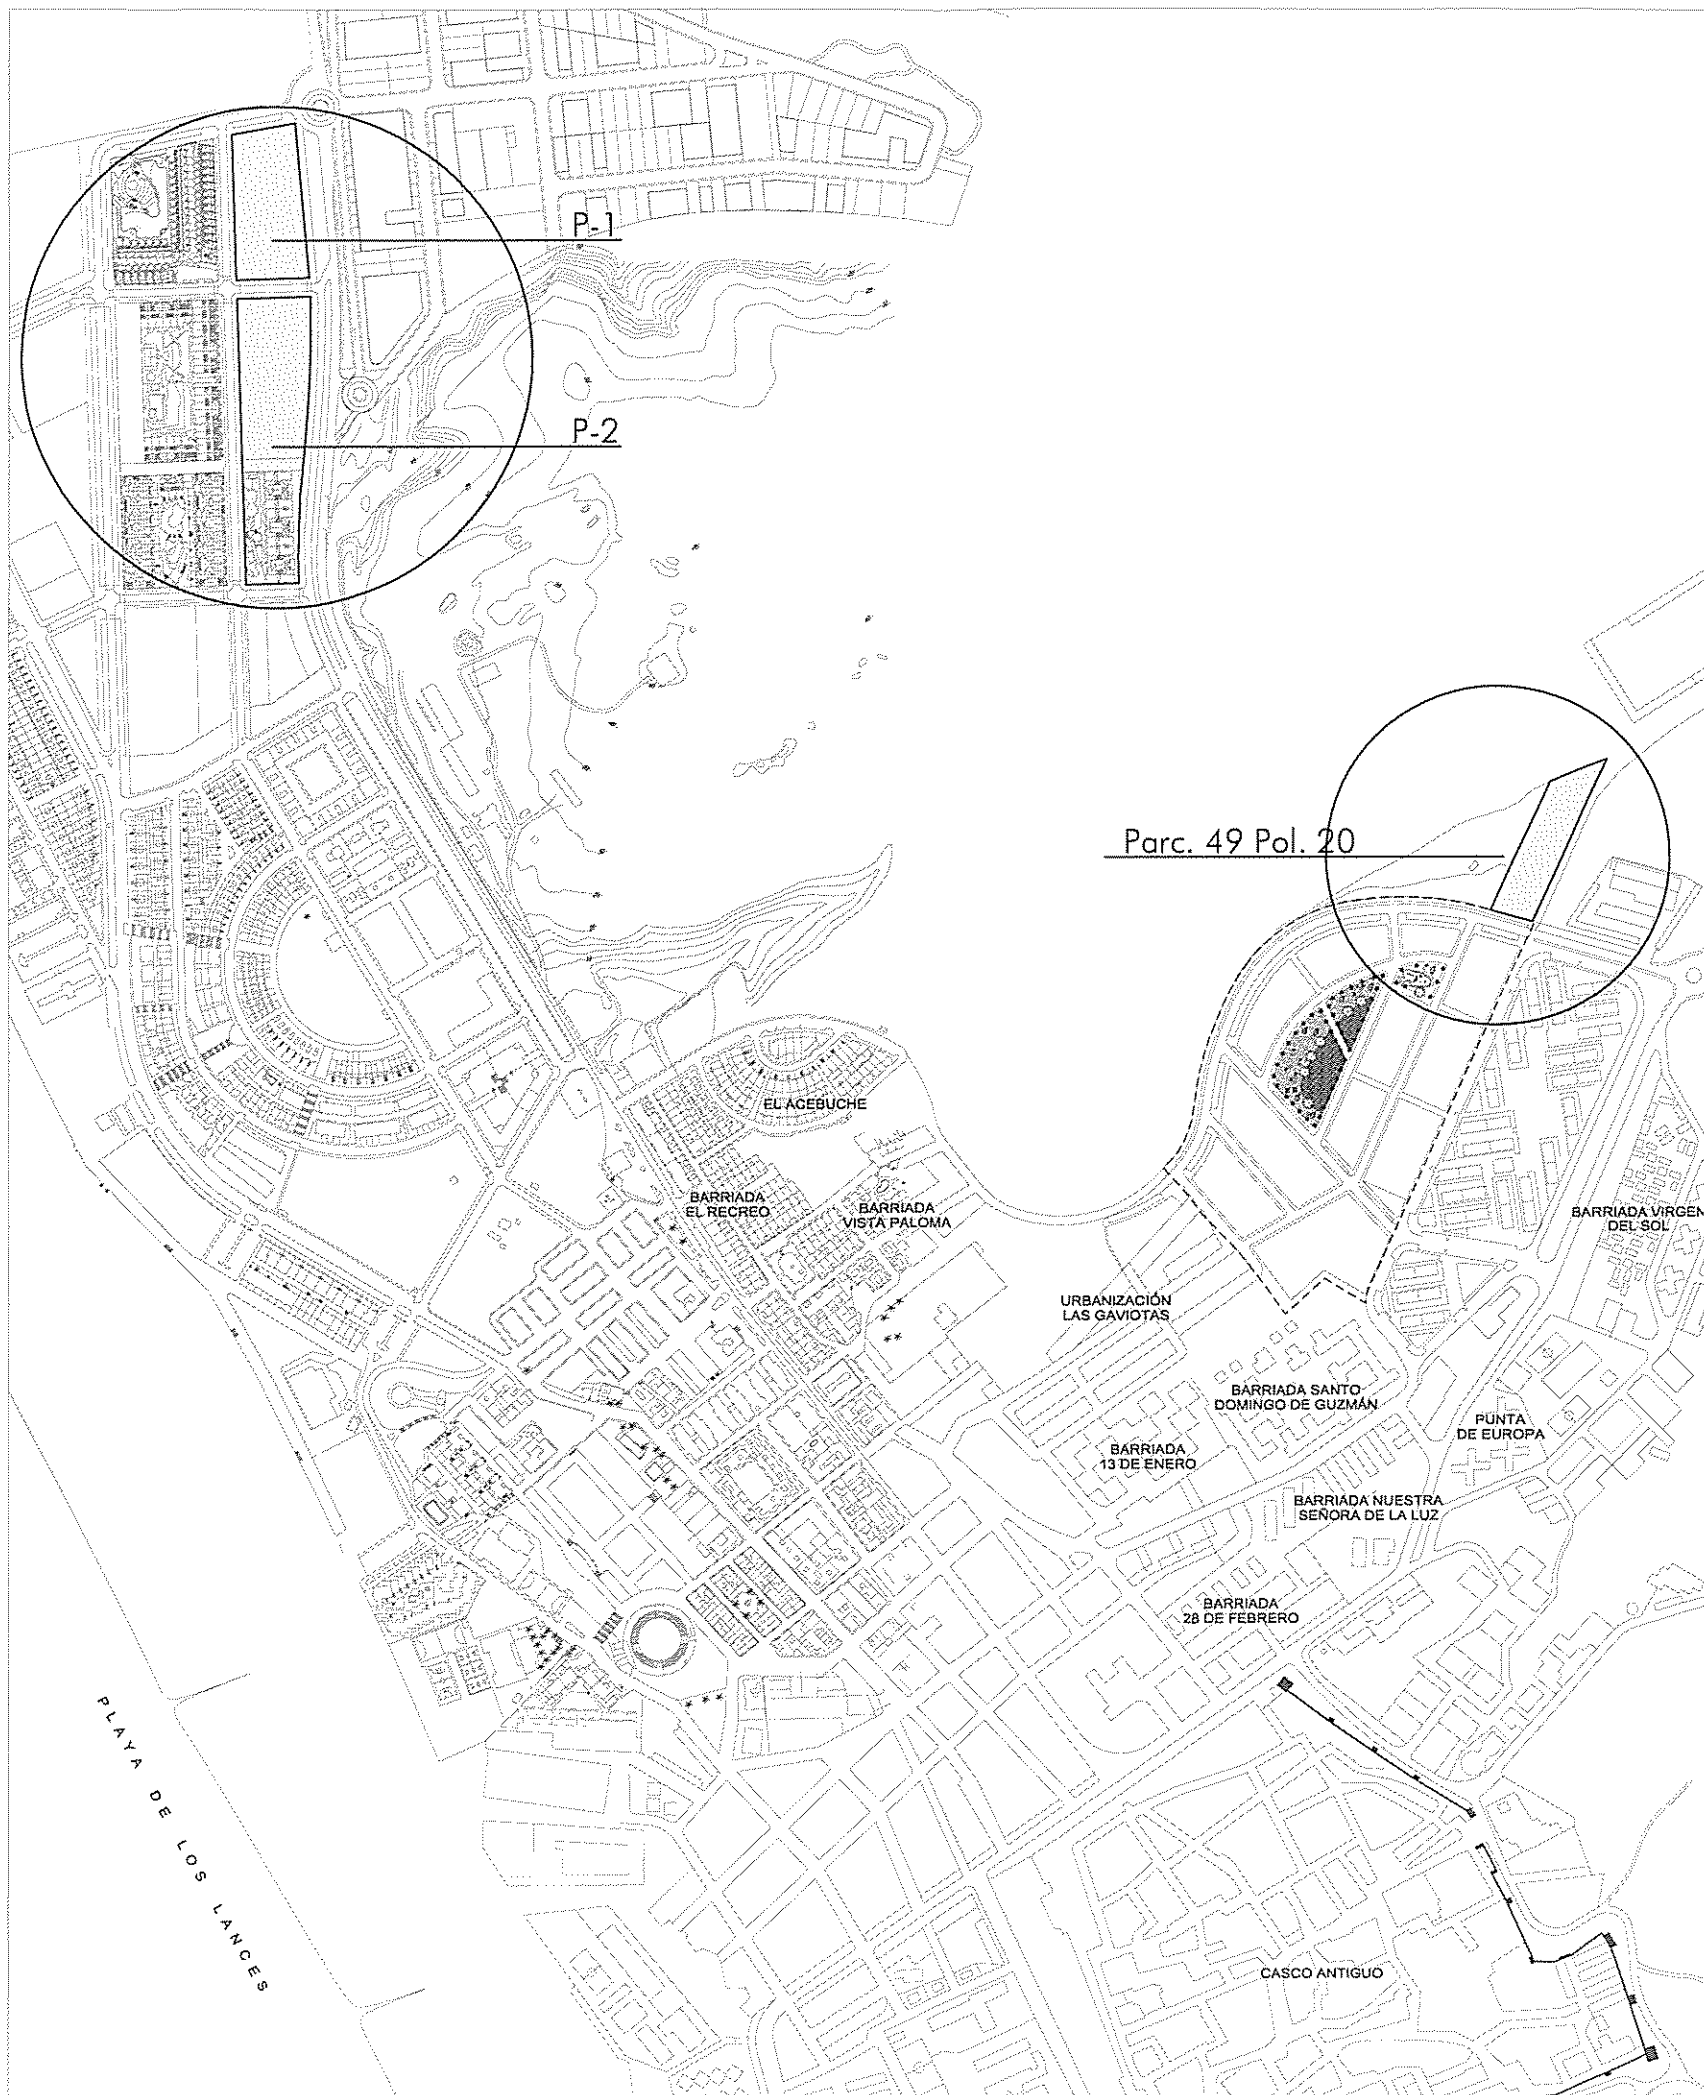 P-1
P-2
Parc. 49 Pol. 20
EL AGEBUCHE
BARRIADA
EL RECREO
BARRIADA
VISTA PALOMA
BARRIADA VIRGEN
DEL SOL
URBANIZACIÓN
LAS GAVIOTAS
BARRIADA SANTO
DOMINGO DE GUZMÁN
PUNTA
DE EUROPA
BARRIADA
13 DE ENERO
BARRIADA NUESTRA
SEÑORA DE LA LUZ
BARRIADA
28 DE FEBRERO
PLAYA DE LOS LANCES
CASCO ANTIGUO